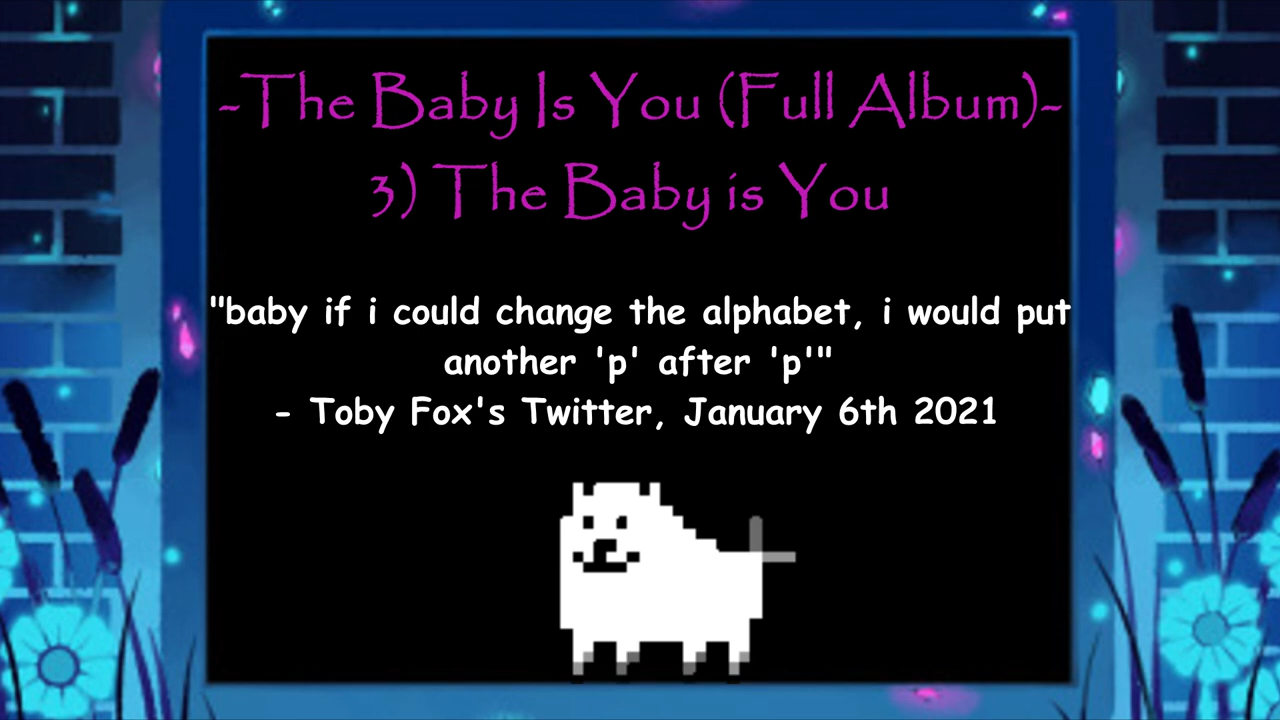 -The Baby Is You (Full Album)-
3) The Baby is You
"baby if i could change the alphabet, i would put
another 'p' after 'p'"
- Toby Fox's Twitter, January 6th 2021